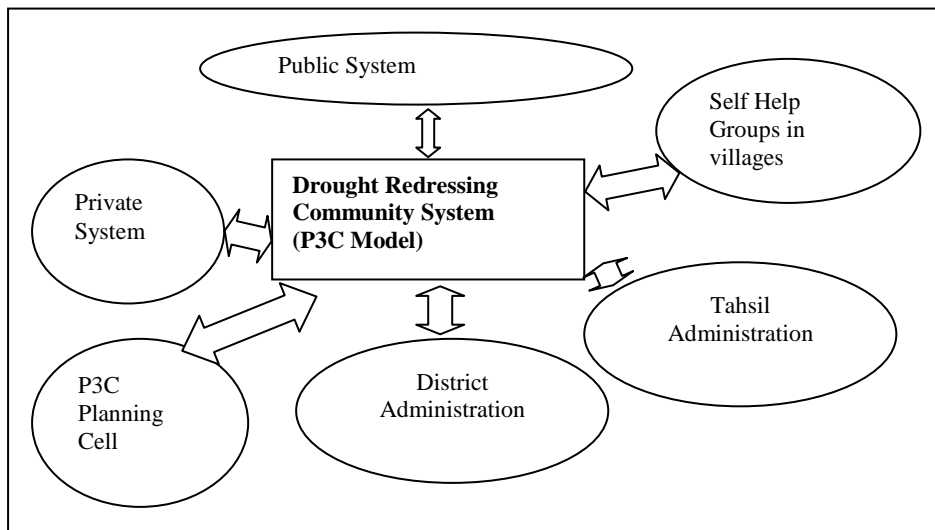 Public System
Self Help
Groups in
villages
Drought Redressing
Community System
(P3C Model)
Private
System
Tahsil
Administration
P3C
Planning
Cell
District
Administration